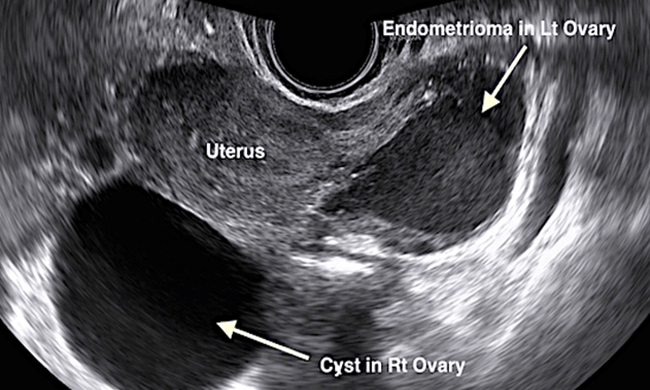 Endometrioma in Lt Ovary
Uterus
Cyst in Rt Ovary